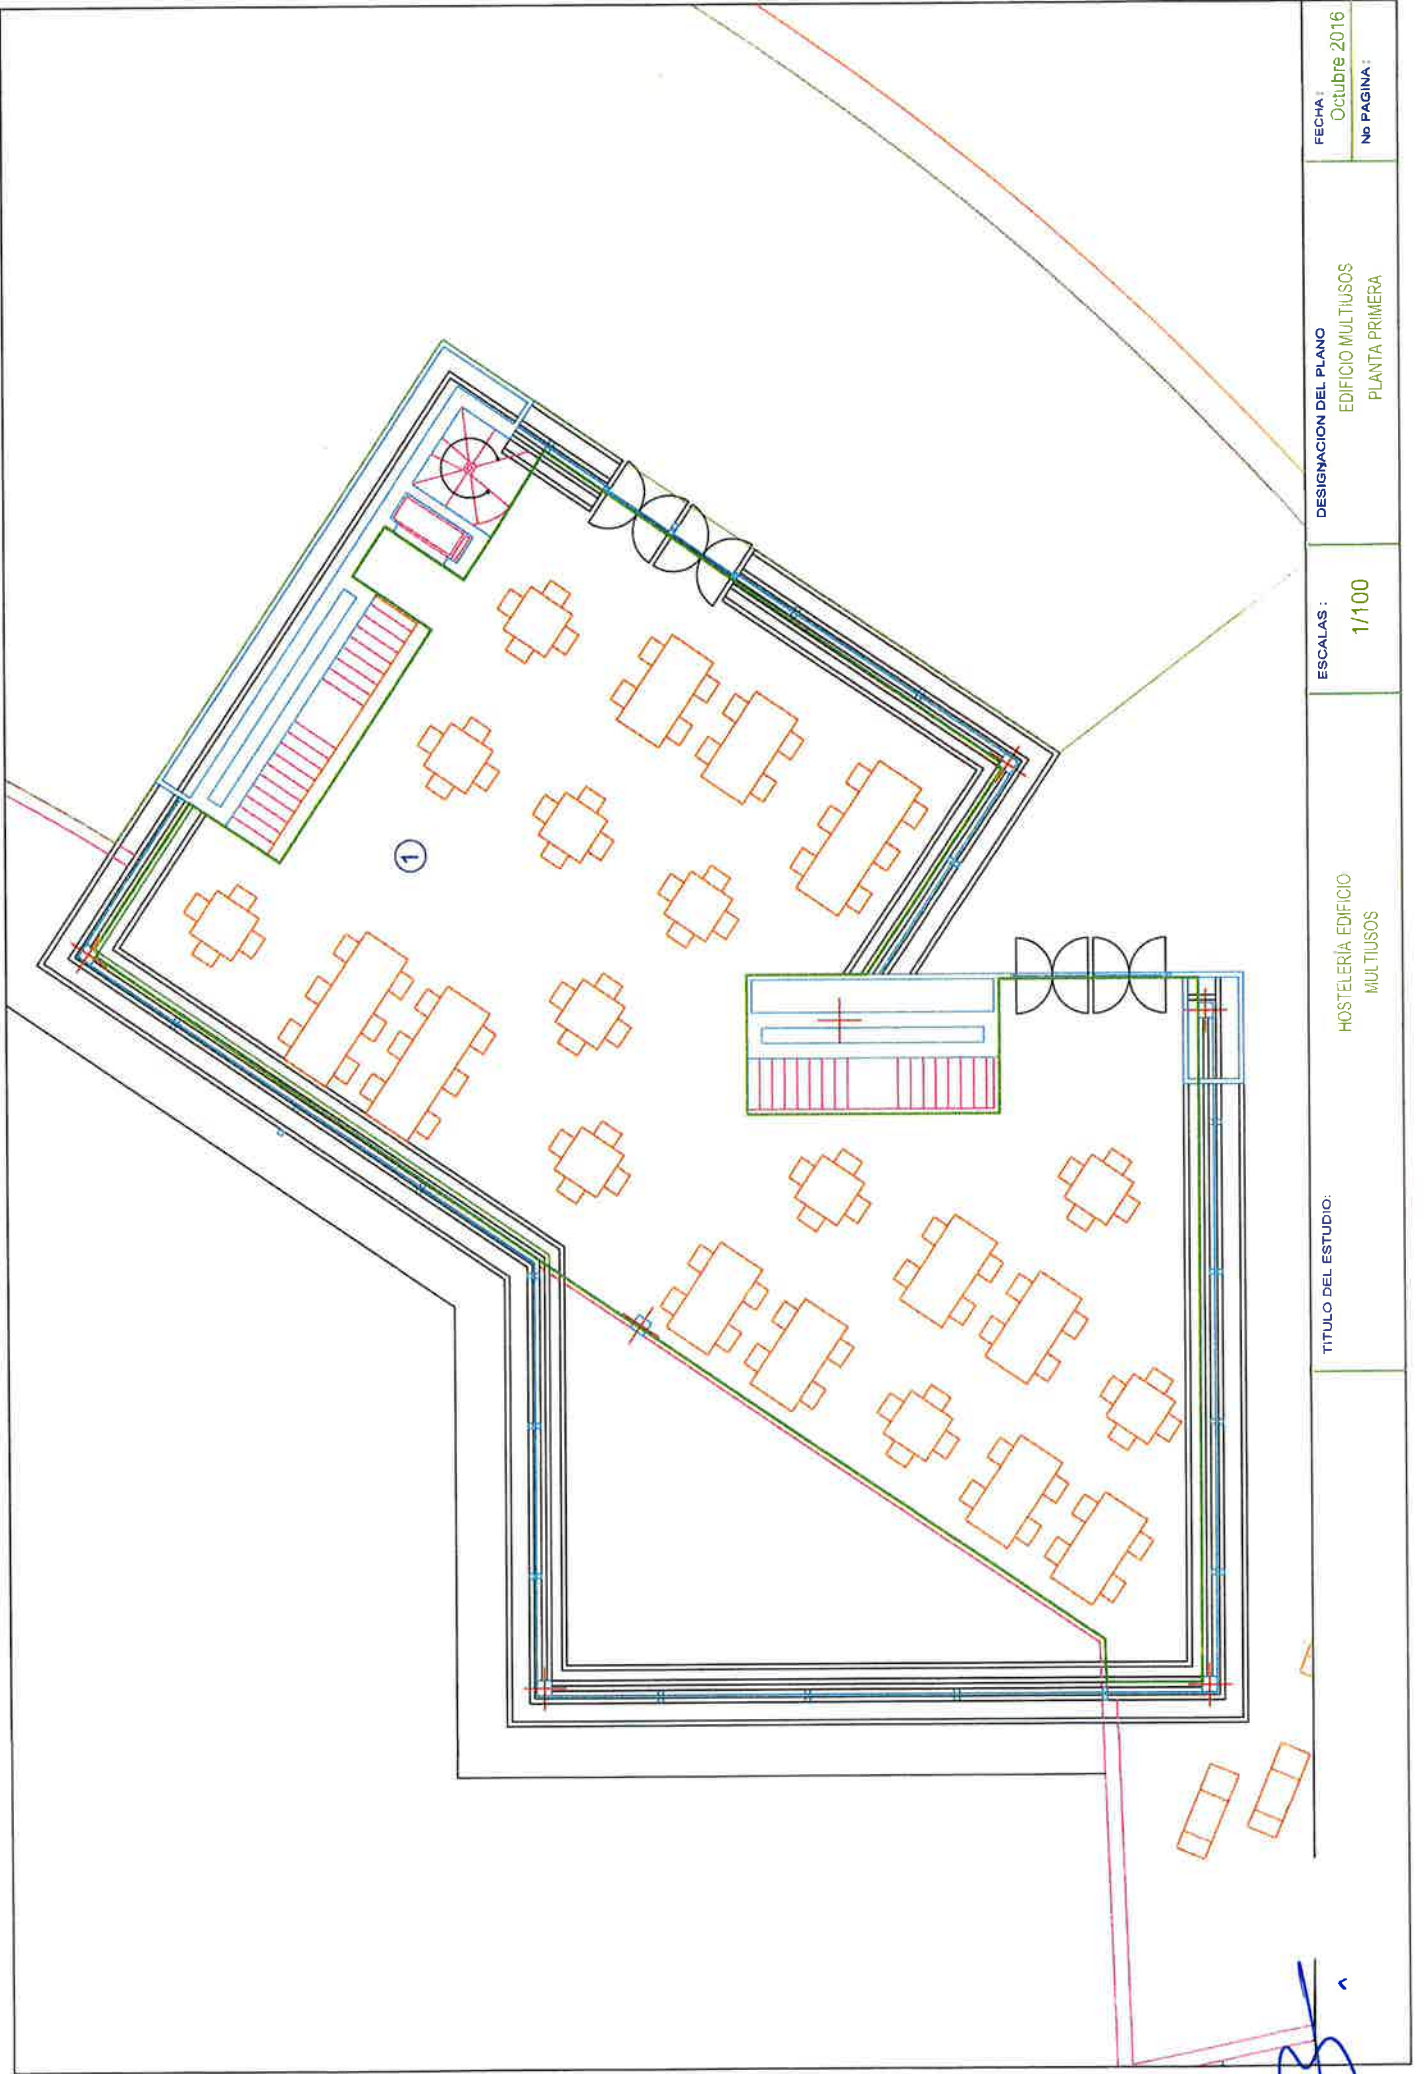 ①
TITULO DEL ESTUDIO:
HOSTELERÍA EDIFICIO
MULTIUSOS
ESCALAS :
1/100
DESIGNACION DEL PLANO
EDIFICIO MULTIUSOS
PLANTA PRIMERA
FECHA :
Octubre 2016
No PAGINA :